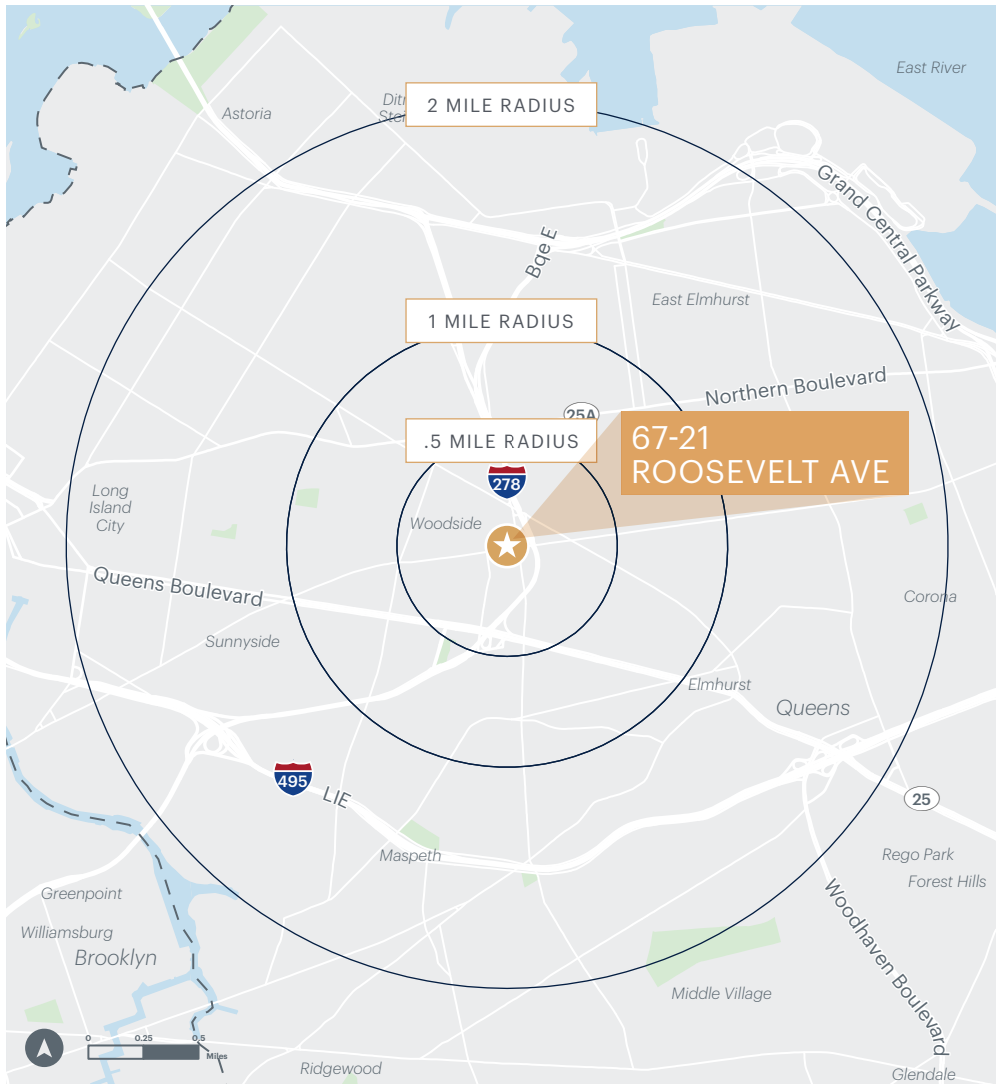 East River
2 MILE RADIUS
Astoria
Grand Central Parkway
Bqe E
East Elmhurst
1 MILE RADIUS
Northern Boulevard
25A
.5 MILE RADIUS
67-21
ROOSEVELT AVE
278
Long
Island
City
Woodside
Queens Boulevard
Corona
Sunnyside
Elmhurst
Queens
495
LIE
25
Maspeth
Rego Park
Forest Hills
Greenpoint
Williamsburg
Brooklyn
Woodhaven Boulevard
Middle Village
0 0.25 0.5
Miles
Ridgewood
Glendale